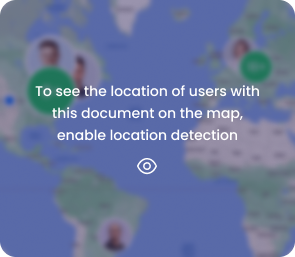 To see the location of users with
this document on the map,
enable location detection